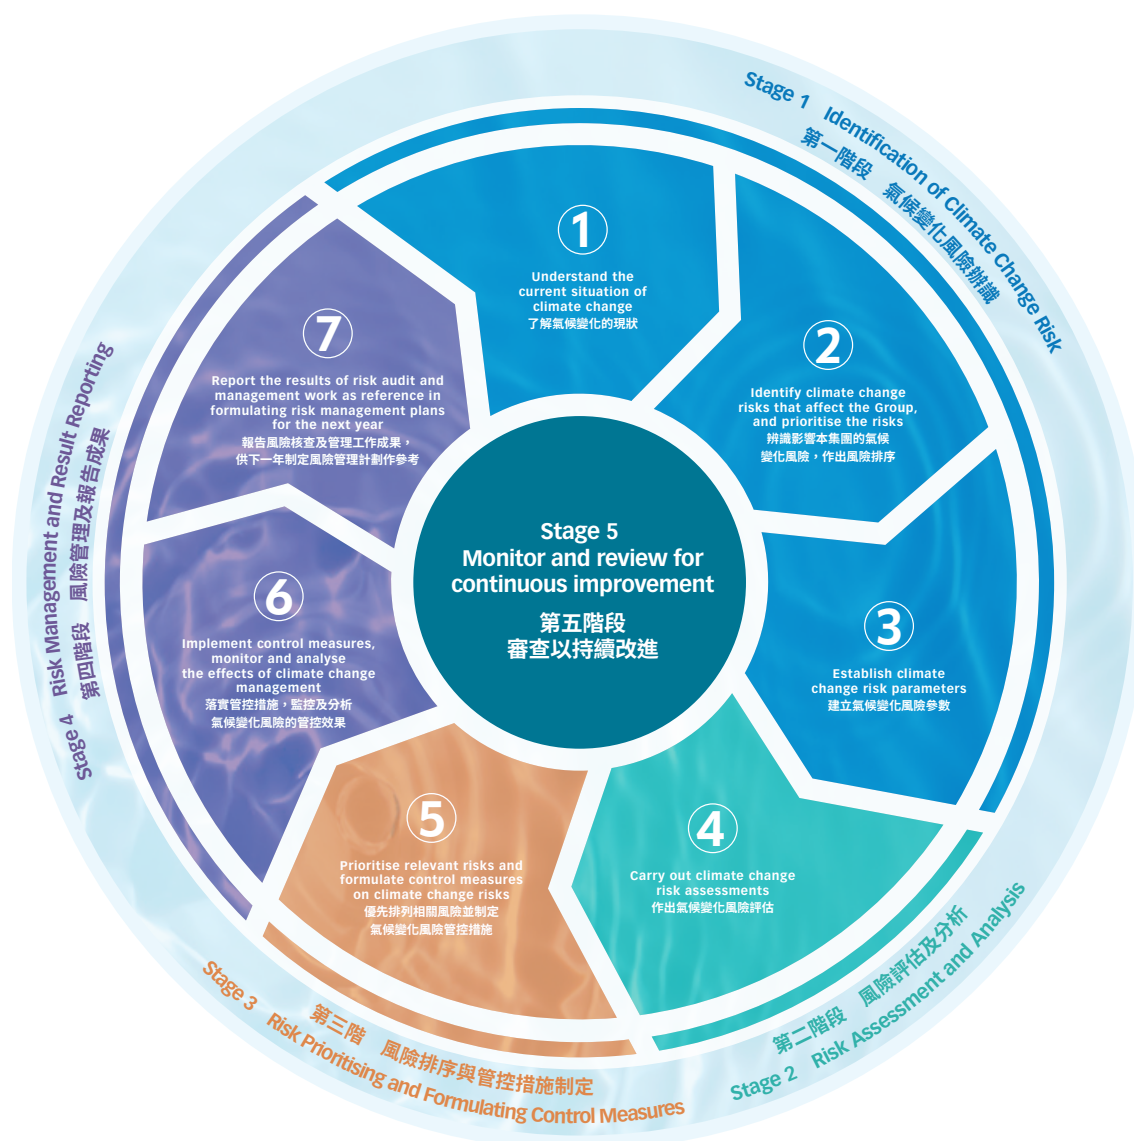 Stage 1 Identification of Climate Change Risk
第一階段 氣候變化風險辦識
1
Understand the
current situation of
climate change
了解氣候變化的現狀
2
Identify climate change
risks that affect the Group,
and prioritise the risks
辨識影響本集團的氣候
變化風險，作出風險排序
3
Establish climate
change risk parameters
建立氣候變化風險參數
第二階段 風險評估及分析
Stage 2 Risk Assessment and Analysis
4
Carry out climate change
risk assessments
作出氣候變化風險評估
第三階 風險排序與管控措施制定
Stage 3 Risk Prioritising and Formulating Control Measures
5
Prioritise relevant risks and
formulate control measures
on climate change risks
優先排列相關風險並制定
氣候變化風險管控措施
Stage 4 Risk Management and Result Reporting
第四階段 風險管理及報告成果
6
Implement control measures,
monitor and analyse
the effects of climate change
management
落實管控措施，監控及分析
氣候變化風險的管控效果
7
Report the results of risk audit and
management work as reference in
formulating risk management plans
for the next year
報告風險核查及管理工作成果，
供下一年制定風險管理計劃作參考
Stage 5
Monitor and review for
continuous improvement
第五階段
審查以持續改進